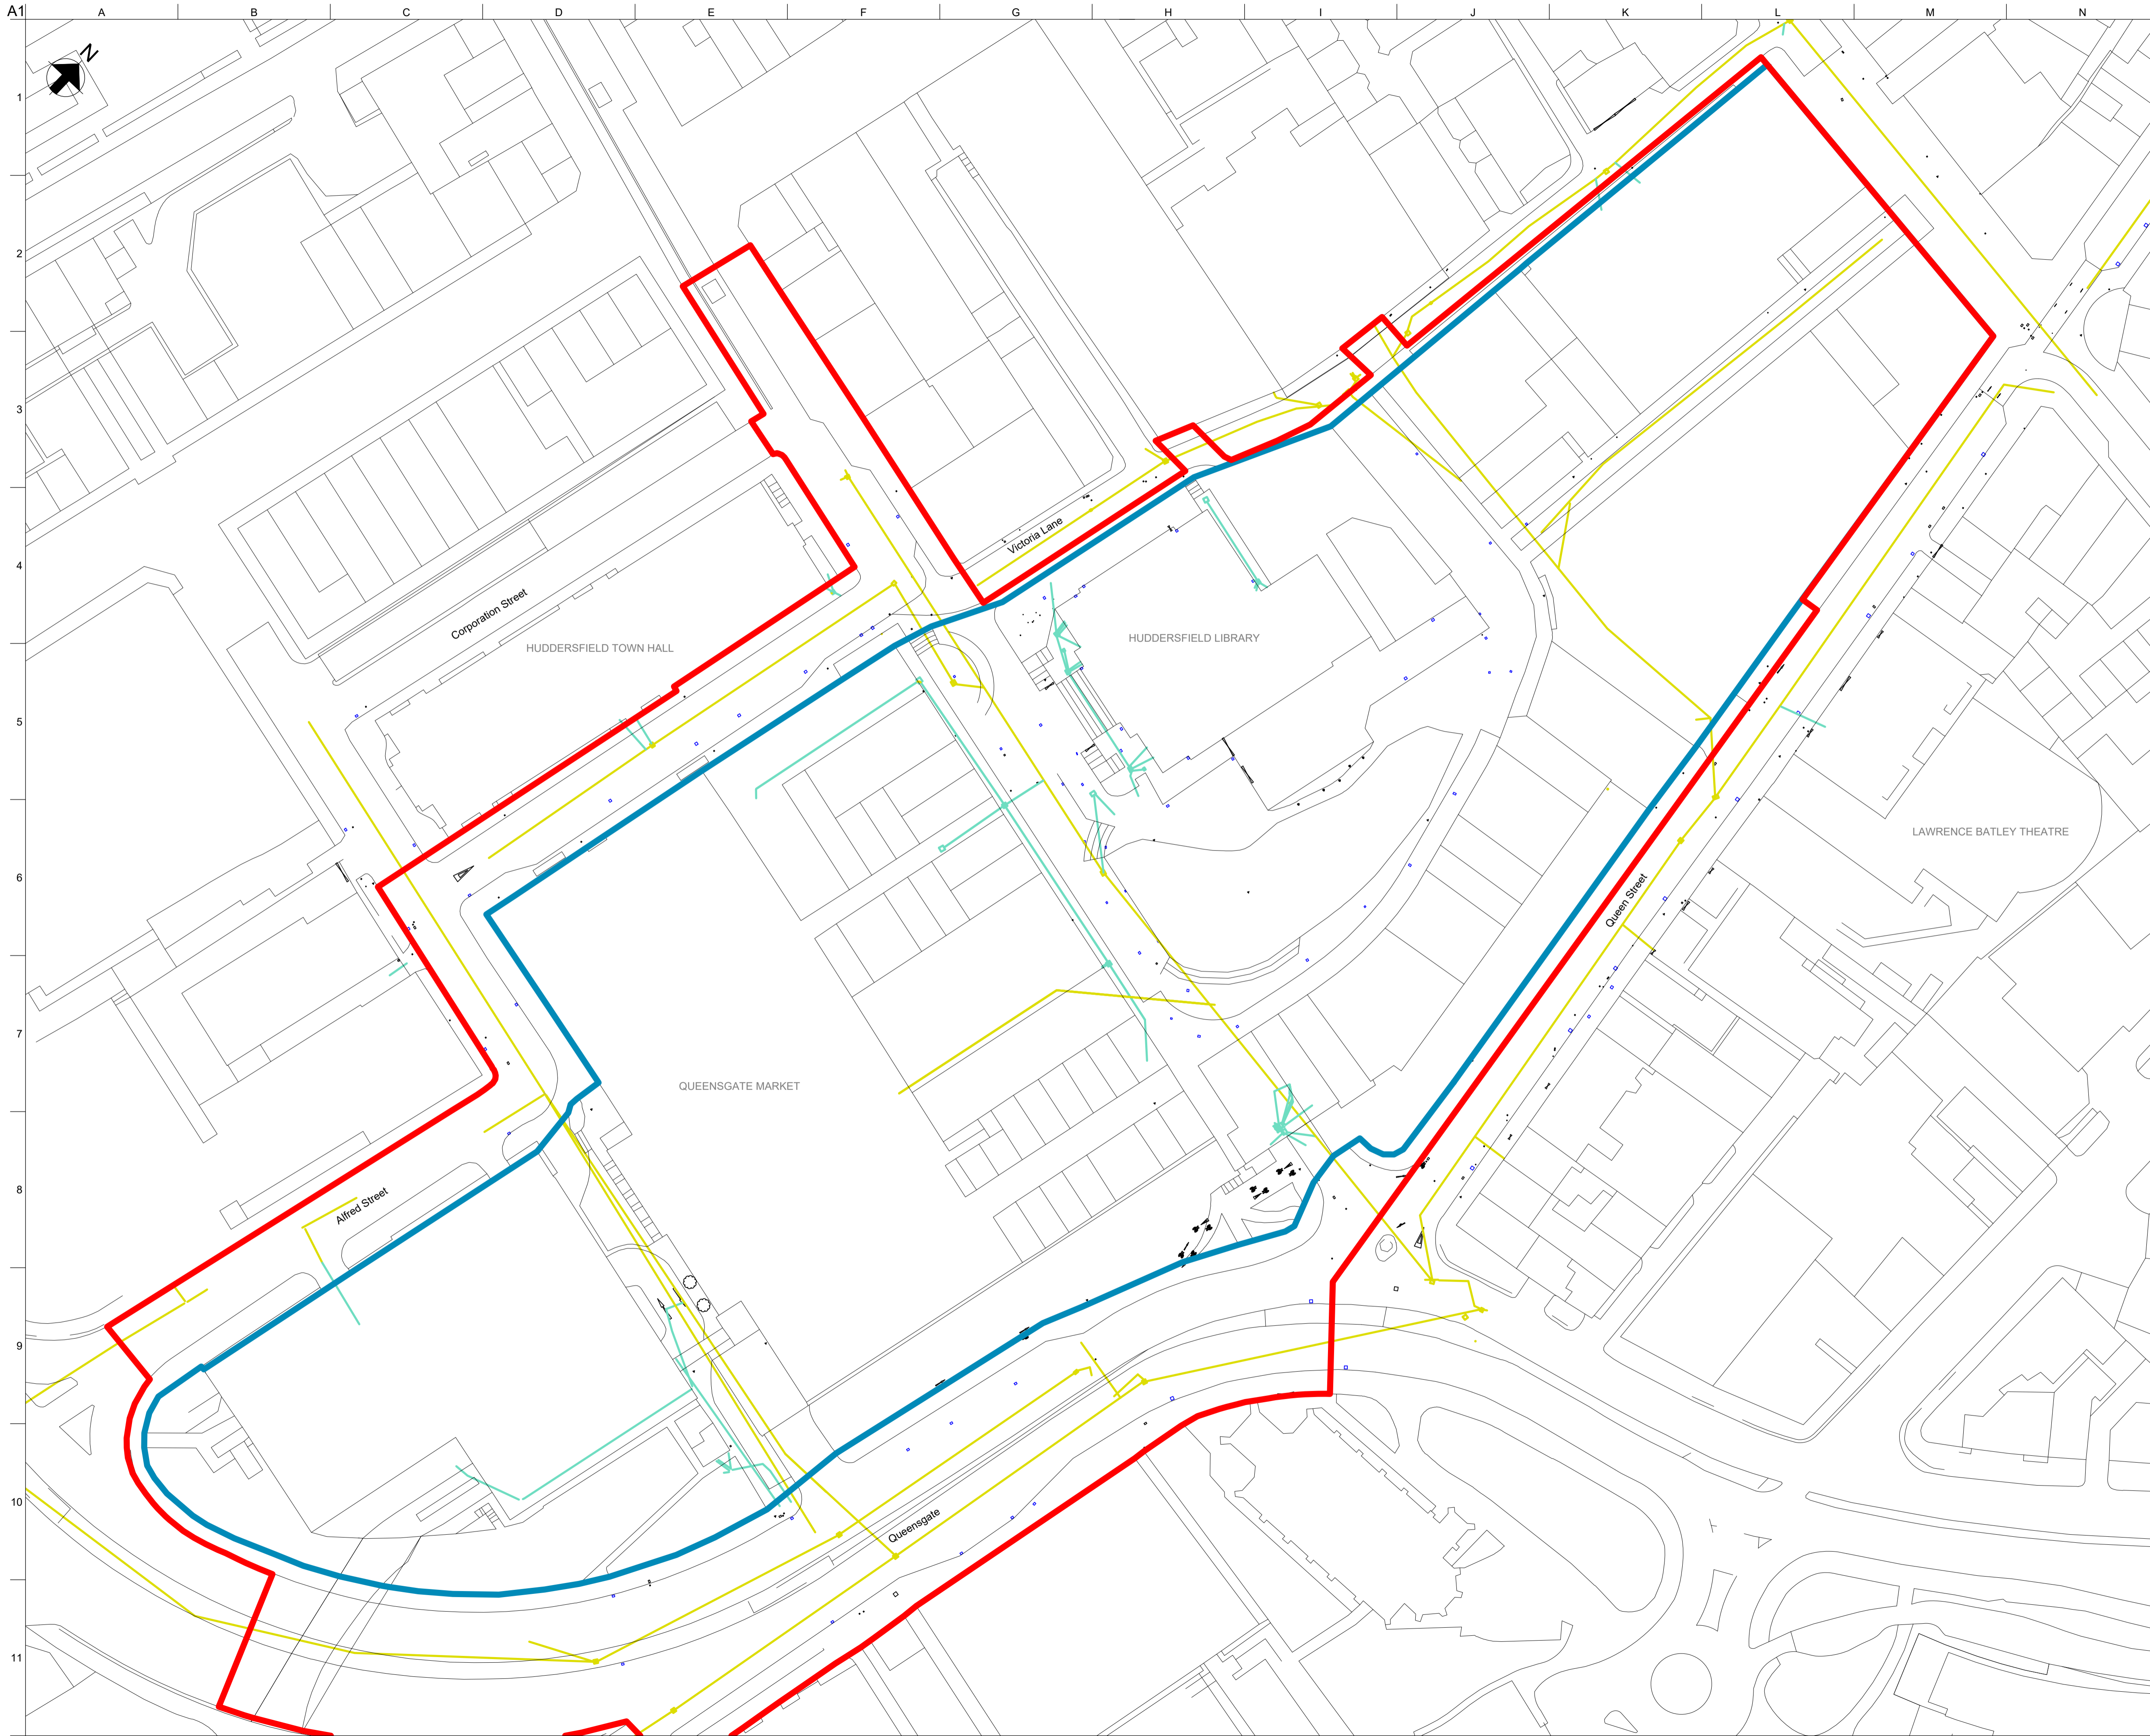 A1 A B C D E F G H I J K L M N
N
1
2
3
Victoria Lane
4
Corporation Street
HUDDERSFIELD TOWN HALL
HUDDERSFIELD LIBRARY
5
LAWRENCE BATLEY THEATRE
6
Queen Street
7
QUEENSGATE MARKET
8
Alfred Street
9
10
Queensgate
11